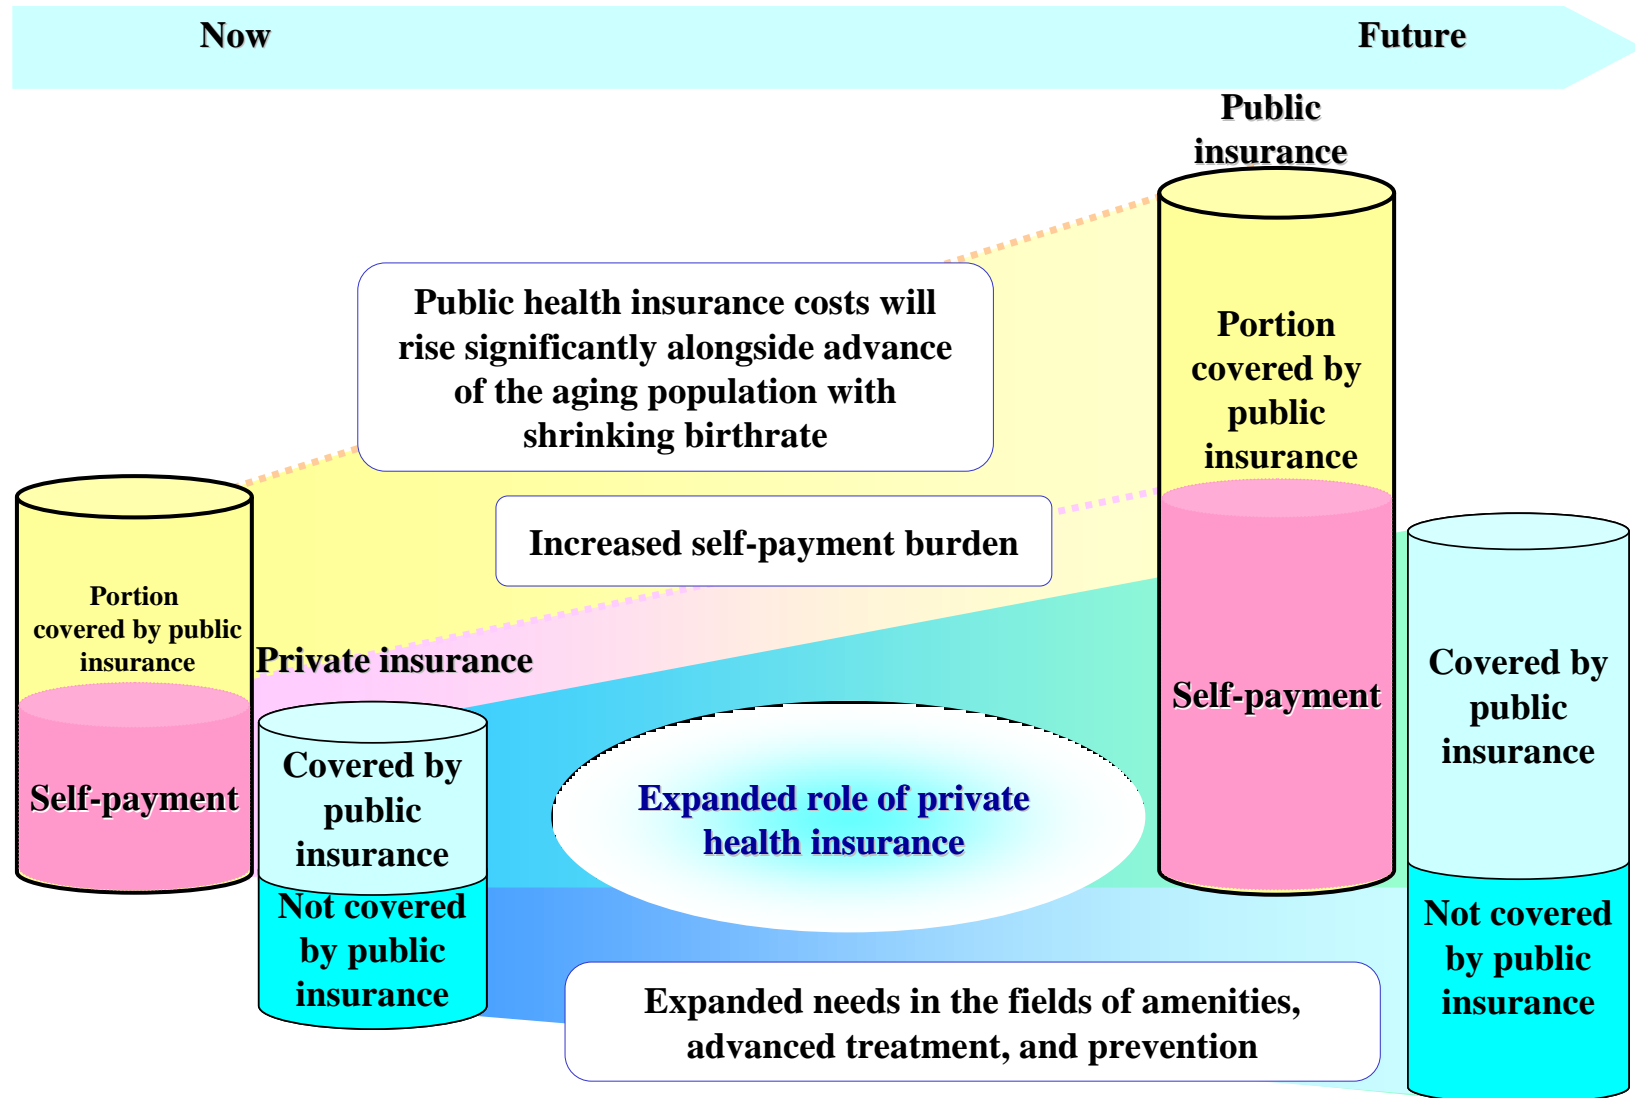 Now
Future
Public
insurance
Public health insurance costs will
rise significantly alongside advance
of the aging population with
shrinking birthrate
Portion
covered by
public
insurance
Increased self-payment burden
Portion
covered by public
insurance
Private insurance
Self-payment
Covered by
public
insurance
Self-payment
Covered by
public
insurance
Expanded role of private
health insurance
Not covered
by public
insurance
Not covered
by public
insurance
Expanded needs in the fields of amenities,
advanced treatment, and prevention